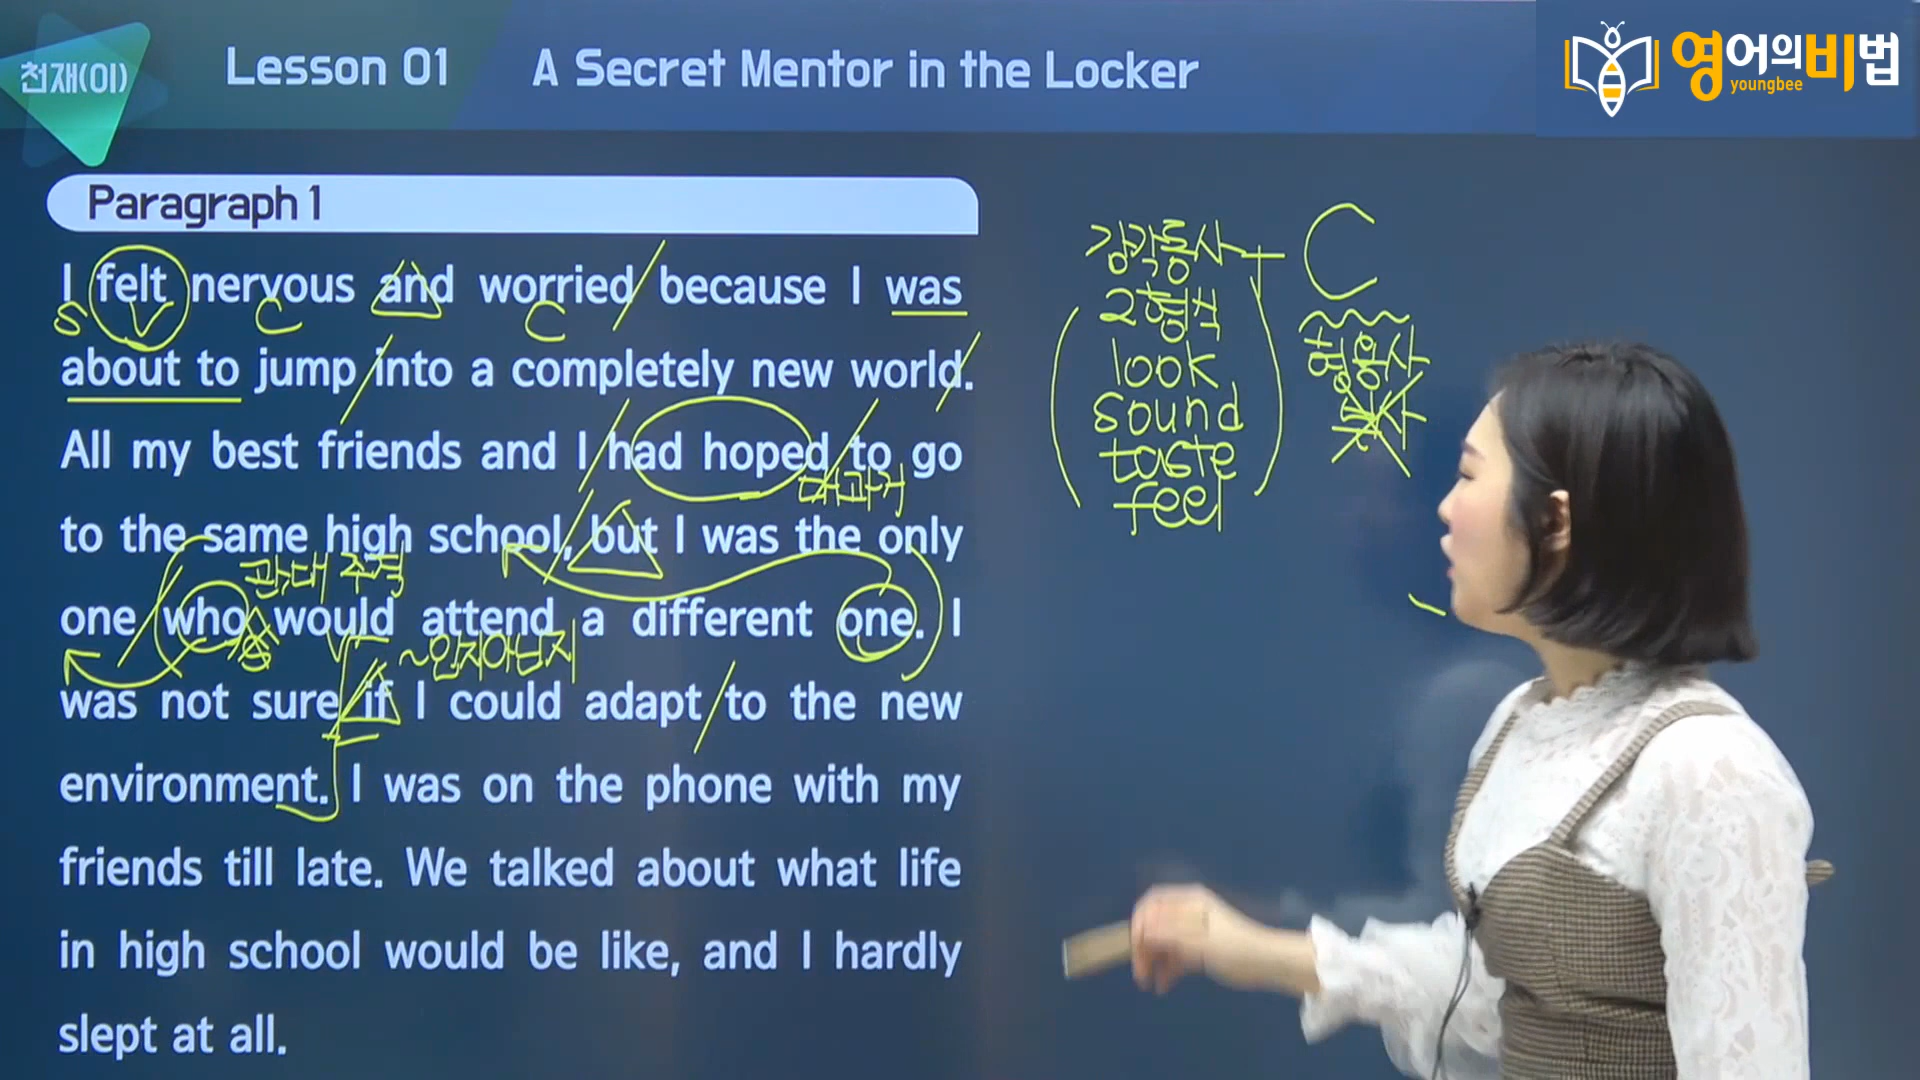 천재(이)
Lesson 01 A Secret Mentor in the Locker
영어의비법
youngbee
Paragraph 1
I felt nervous and worried because I was
S V C C
about to jump into a completely new world.
All my best friends and I had hoped to go
대과거
to the same high school, but I was the only
관.대 주격
one who would attend a different one. I
V ~인지아닌지
was not sure if I could adapt to the new
environment. I was on the phone with my
friends till late. We talked about what life
in high school would be like, and I hardly
slept at all.
감각동사 + C
2형식
look
sound
taste
feel
형용사
부사